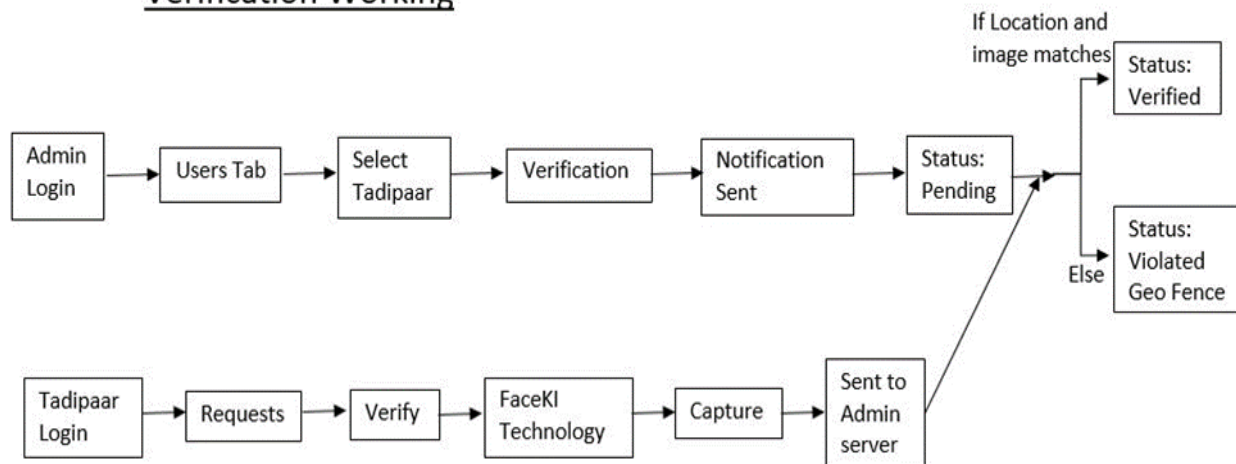 Verification Working
If Location and
image matches
Status:
Verified
Admin
Login
Users Tab
Select
Tadipaar
Verification
Notification
Sent
Status:
Pending
Status:
Violated
Geo Fence
Else
Tadipaar
Login
Requests
Verify
FaceKI
Technology
Capture
Sent to
Admin
server